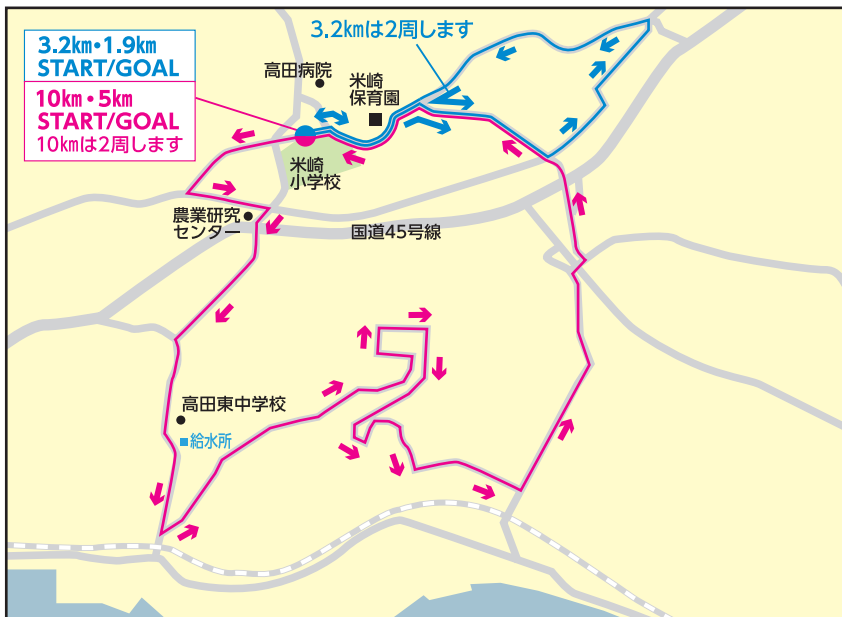 3.2km・1.9km
START/GOAL
10km・5km
START/GOAL
10kmは2周します
3.2kmは2周します
高田病院
米崎
保育園
米崎
小学校
農業研究
センター
国道45号線
高田東中学校
給水所